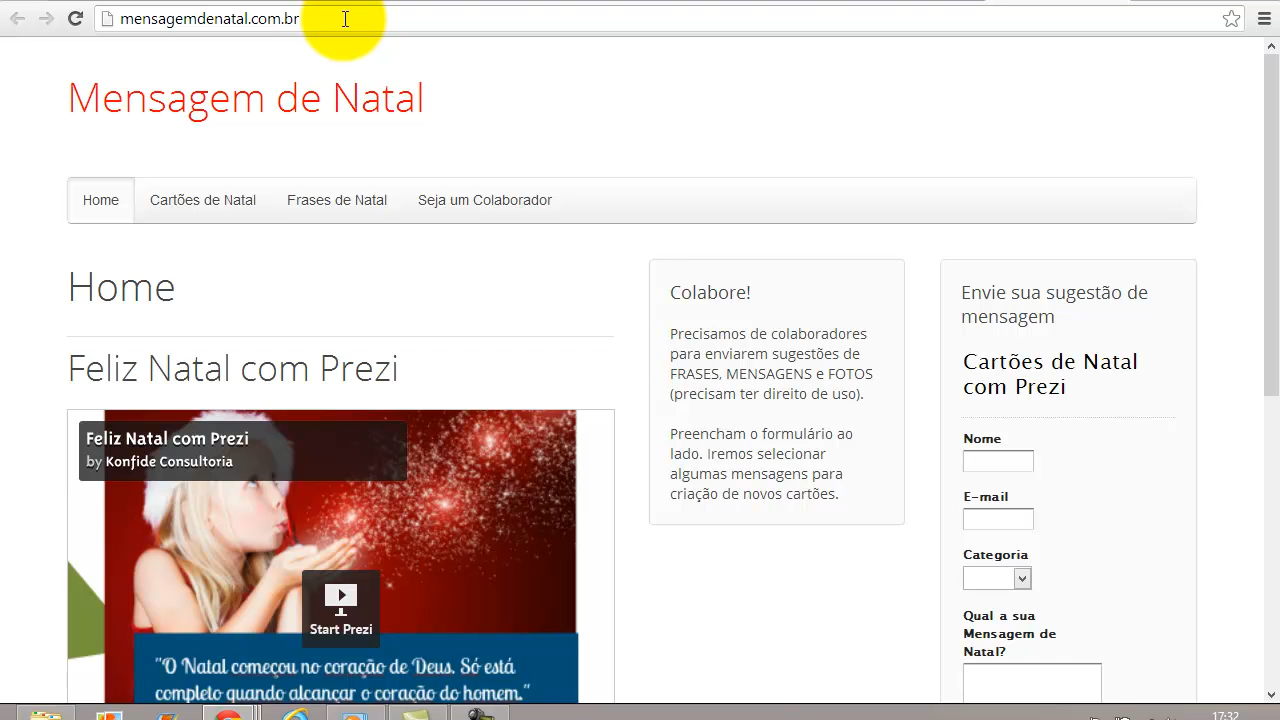 mensagemdenatal.com.br
Mensagem de Natal
Home
Cartões de Natal
Frases de Natal
Seja um Colaborador
Home
Feliz Natal com Prezi
Feliz Natal com Prezi
by Konfide Consultoria
Start Prezi
"O Natal começou no coração de Deus. Só está
completo quando alcançar o coração do homem."
Colabore!
Precisamos de colaboradores
para enviarem sugestões de
FRASES, MENSAGENS e FOTOS
(precisam ter direito de uso).
Preencham o formulário ao
lado. Iremos selecionar
algumas mensagens para
criação de novos cartões.
Envie sua sugestão de
mensagem
Cartões de Natal
com Prezi
Nome
E-mail
Categoria
Qual a sua
Mensagem de
Natal?
17:32